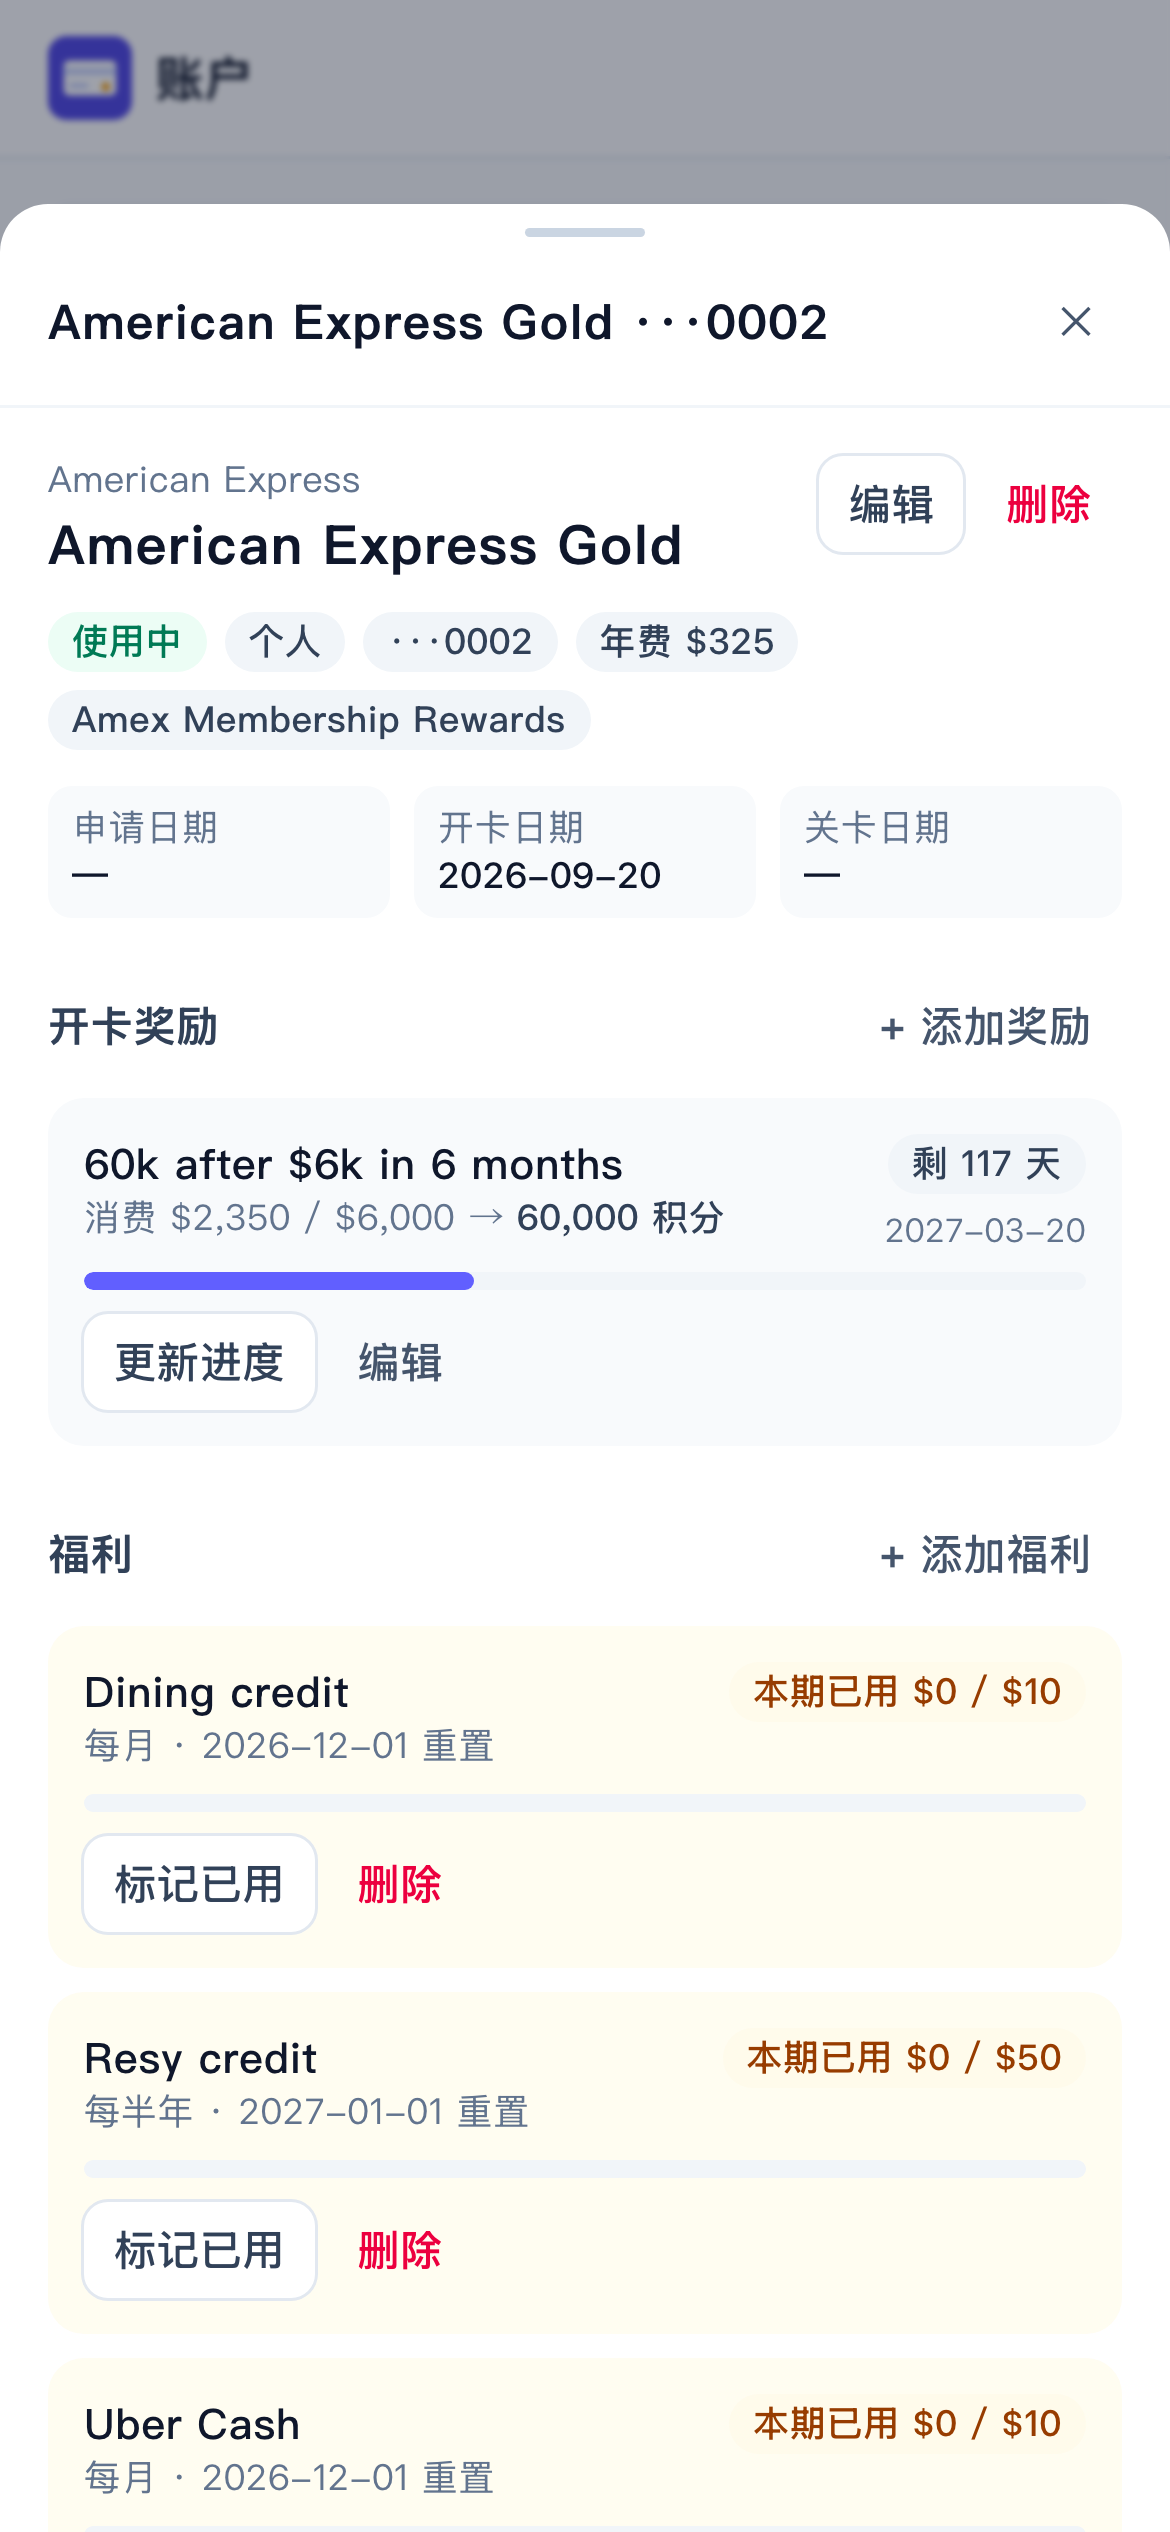 账户
American Express Gold ···0002
American Express
编辑
删除
American Express Gold
使用中
个人
···0002
年费 $325
Amex Membership Rewards
申请日期
—
开卡日期
2026-09-20
关卡日期
—
开卡奖励
+ 添加奖励
60k after $6k in 6 months
剩 117 天
消费 $2,350 / $6,000 → 60,000 积分
2027-03-20
更新进度
编辑
福利
+ 添加福利
Dining credit
本期已用 $0 / $10
每月 · 2026-12-01 重置
标记已用
删除
Resy credit
本期已用 $0 / $50
每半年 · 2027-01-01 重置
标记已用
删除
Uber Cash
本期已用 $0 / $10
每月 · 2026-12-01 重置